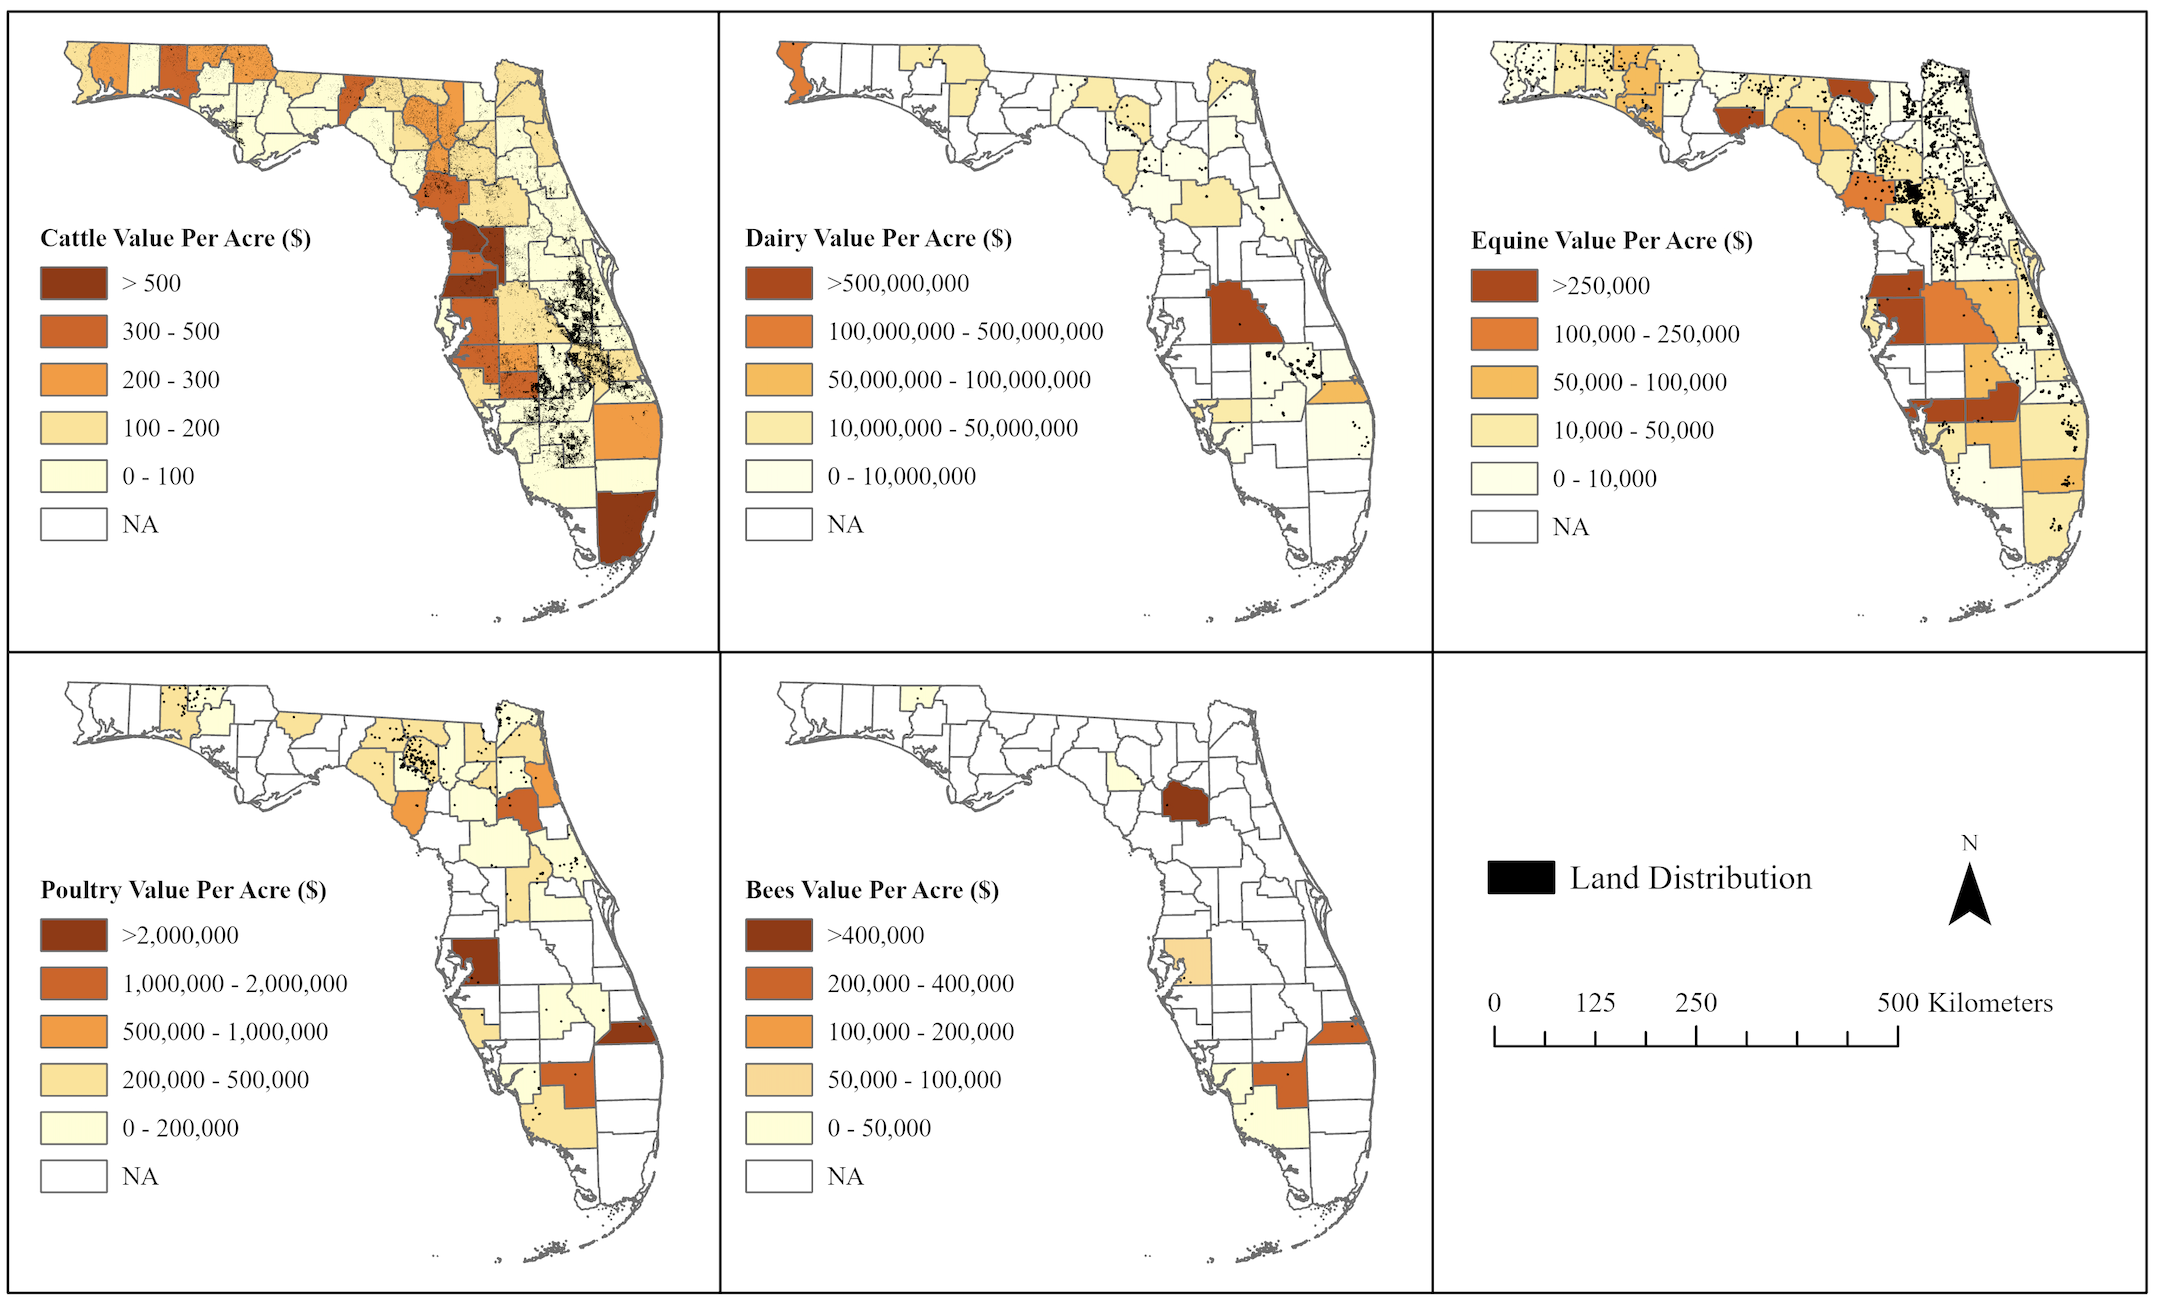 Cattle Value Per Acre ($)
> 500
300 - 500
200 - 300
100 - 200
0 - 100
NA
Dairy Value Per Acre ($)
>500,000,000
100,000,000 - 500,000,000
50,000,000 - 100,000,000
10,000,000 - 50,000,000
0 - 10,000,000
NA
Equine Value Per Acre ($)
>250,000
100,000 - 250,000
50,000 - 100,000
10,000 - 50,000
0 - 10,000
NA
Poultry Value Per Acre ($)
>2,000,000
1,000,000 - 2,000,000
500,000 - 1,000,000
200,000 - 500,000
0 - 200,000
NA
Bees Value Per Acre ($)
>400,000
200,000 - 400,000
100,000 - 200,000
50,000 - 100,000
0 - 50,000
NA
N
Land Distribution
0 125 250 500 Kilometers